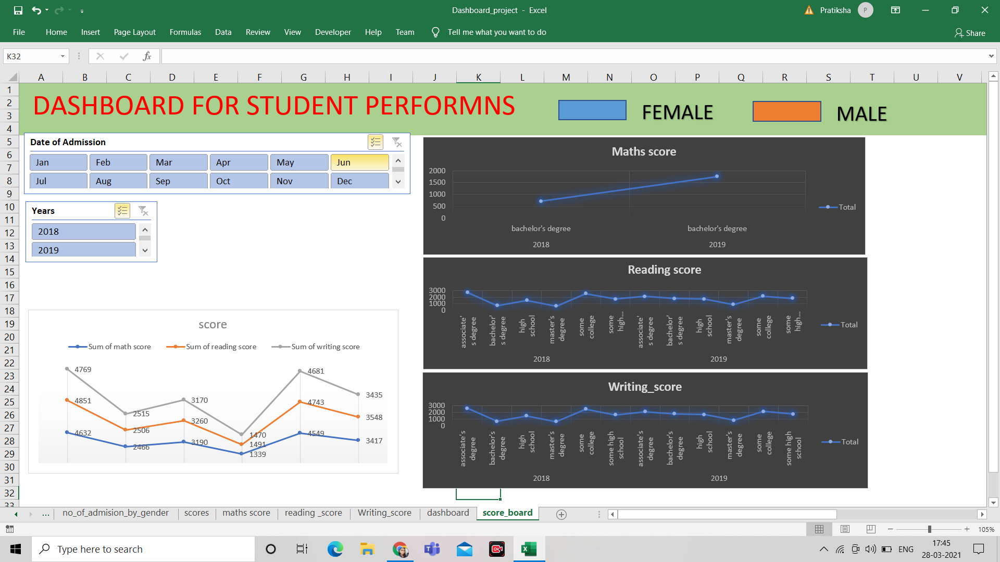 Dashboard_project - Excel
Pratiksha
P
File Home Insert Page Layout Formulas Data Review View Developer Help Team Tell me what you want to do
Share
K32
fx
A B C D E F G H I J K L M N O P Q R S T U V
1
2
3
4
5
6
7
8
9
10
11
12
13
14
15
16
17
18
19
20
21
22
23
24
25
26
27
28
29
30
31
32
33
DASHBOARD FOR STUDENT PERFORMNS
FEMALE
MALE
Date of Admission
Jan Feb Mar Apr May Jun
Jul Aug Sep Oct Nov Dec
Years
2018
2019
score
Sum of math score Sum of reading score Sum of writing score
4769 2515 3170 1470 4681 3435
4851 2506 3260 1491 4743 3548
4632 2466 3190 1339 4549 3417
Maths score
2000
1500
1000
500
0
bachelor's degree bachelor's degree
2018 2019
Total
Reading score
3000
2000
1000
0
associate's degree
bachelor's degree
high school
master's degree
some college
some high...
associate's degree
bachelor's degree
high school
master's degree
some college
some high...
2018 2019
Total
Writing_score
3000
2000
1000
0
associate's degree
bachelor's degree
high school
master's degree
some college
some high school
associate's degree
bachelor's degree
high school
master's degree
some college
some high school
2018 2019
Total
... no_of_admision_by_gender scores maths score reading _score Writing_score dashboard score_board
105%
Type here to search
ENG
17:45
28-03-2021